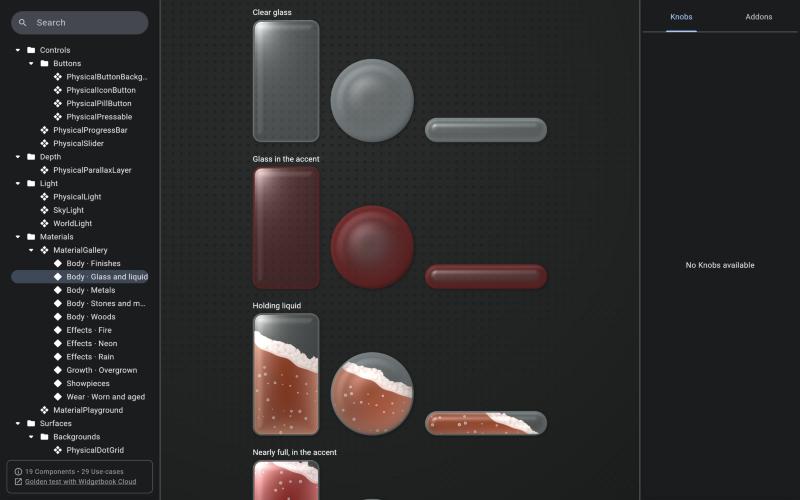 Search
Controls
Buttons
PhysicalButtonBackg...
PhysicalIconButton
PhysicalPillButton
PhysicalPressable
PhysicalProgressBar
PhysicalSlider
Depth
PhysicalParallaxLayer
Light
PhysicalLight
SkyLight
WorldLight
Materials
MaterialGallery
Body · Finishes
Body · Glass and liquid
Body · Metals
Body · Stones and m...
Body · Woods
Effects · Fire
Effects · Neon
Effects · Rain
Growth · Overgrown
Showpieces
Wear · Worn and aged
MaterialPlayground
Surfaces
Backgrounds
PhysicalDotGrid
19 Components • 29 Use-cases
Golden test with Widgetbook Cloud
Clear glass
Glass in the accent
Holding liquid
Nearly full, in the accent
Knobs
Addons
No Knobs available